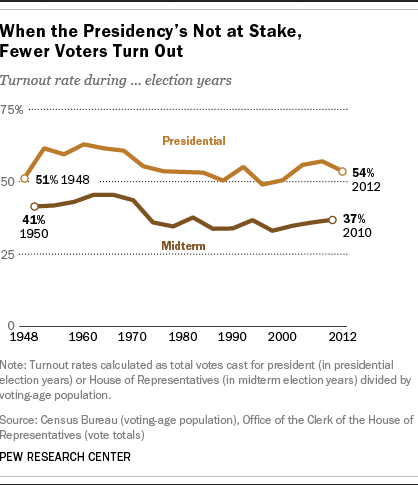 When the Presidency's Not at Stake,
Fewer Voters Turn Out
Turnout rate during ... election years
75%
Presidential
51% 1948
54%
2012
50
41%
1950
37%
2010
Midterm
25
0
1948 1960 1970 1980 1990 2000 2012
Note: Turnout rates calculated as total votes cast for president (in presidential
election years) or House of Representatives (in midterm election years) divided by
voting-age population.
Source: Census Bureau (voting-age population), Office of the Clerk of the House of
Representatives (vote totals)
PEW RESEARCH CENTER